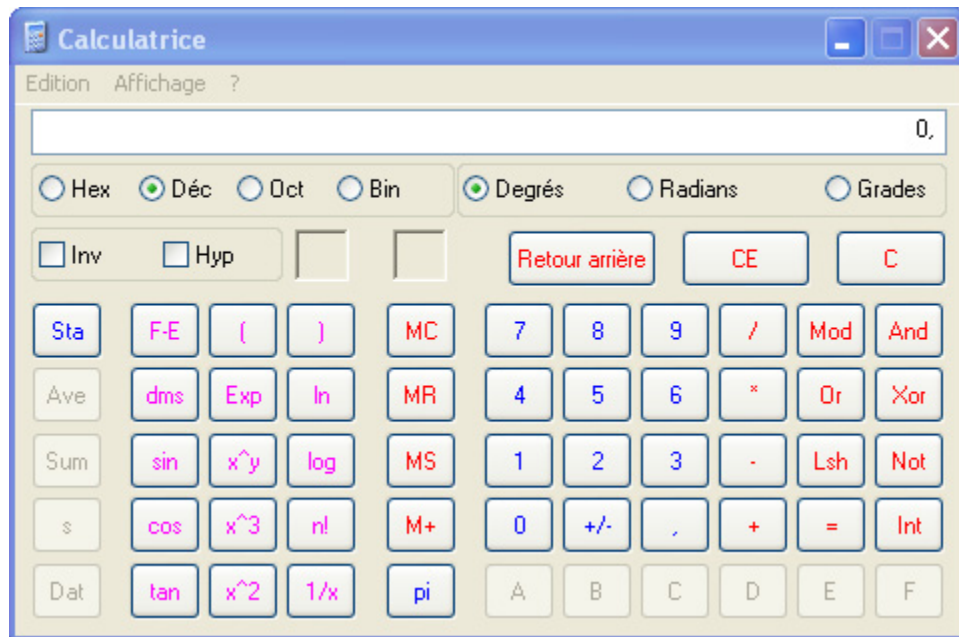 Calculatrice
Edition Affichage ?
0,
Hex Déc Oct Bin Degrés Radians Grades
Inv Hyp Retour arrière CE C
Sta F-E ( ) MC 7 8 9 / Mod And
Ave dms Exp ln MR 4 5 6 * Or Xor
Sum sin x^y log MS 1 2 3 - Lsh Not
s cos x^3 n! M+ 0 +/- , + = Int
Dat tan x^2 1/x pi A B C D E F